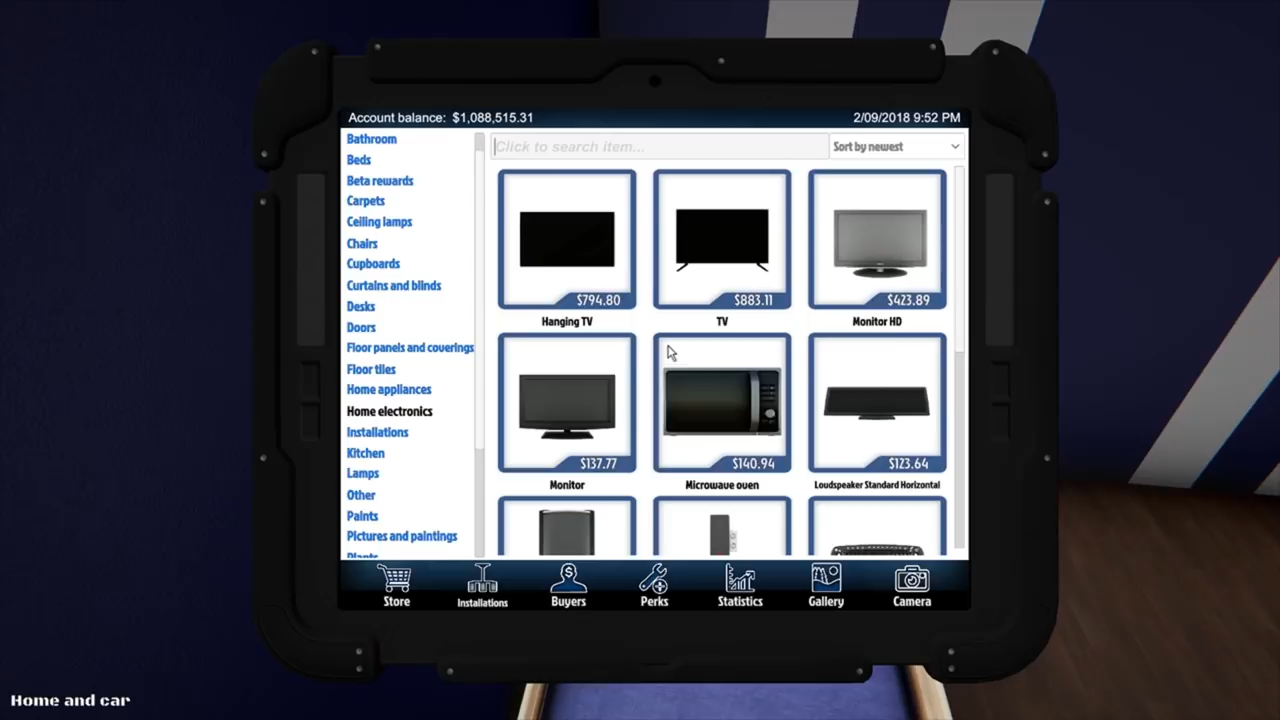 Account balance: $1,088,515.31
2/09/2018 9:52 PM
Bathroom
Beds
Beta rewards
Carpets
Ceiling lamps
Chairs
Cupboards
Curtains and blinds
Desks
Doors
Floor panels and coverings
Floor tiles
Home appliances
Home electronics
Installations
Kitchen
Lamps
Other
Paints
Pictures and paintings
Plants
Click to search item...
Sort by newest
$794.80
$883.11
$423.89
Hanging TV
TV
Monitor HD
$137.77
$140.94
$123.64
Monitor
Microwave oven
Loudspeaker Standard Horizontal
Store
Installations
Buyers
Perks
Statistics
Gallery
Camera
Home and car